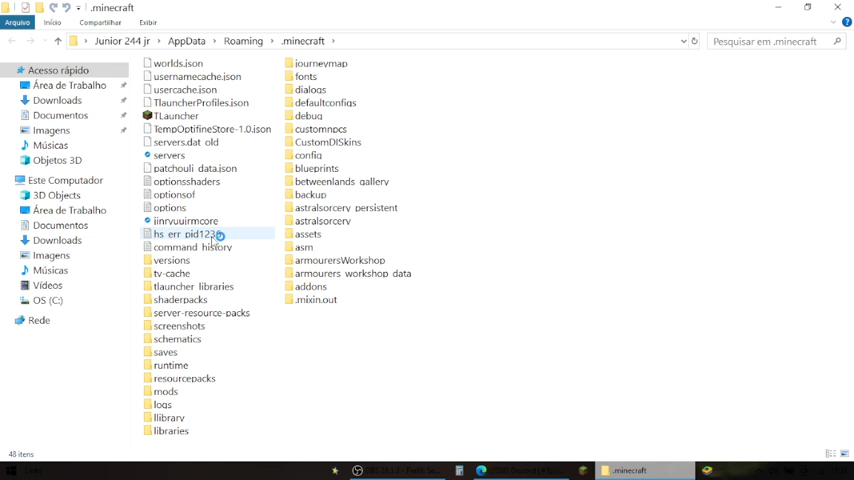 .minecraft
Arquivo Início Compartilhar Exibir
Junior 244 jr > AppData > Roaming > .minecraft >
Pesquisar em .minecraft
Acesso rápido
Área de Trabalho
Downloads
Documentos
Imagens
Músicas
Objetos 3D
Este Computador
3D Objects
Área de Trabalho
Documentos
Downloads
Imagens
Músicas
Vídeos
OS (C:)
Rede
worlds.json
usernamecache.json
usercache.json
TlauncherProfiles.json
TLauncher
TempOptifineStore-1.0.json
servers.dat_old
servers
patchouli_data.json
optionsshaders
optionsof
options
jinryuujrmcore
hs_err_pid123
command_history
versions
tv-cache
tlauncher_libraries
shaderpacks
server-resource-packs
screenshots
schematics
saves
runtime
resourcepacks
mods
logs
llibrary
libraries
journeymap
fonts
dialogs
defaultconfigs
debug
customnpcs
CustomDISkins
config
blueprints
betweenlands_gallery
backup
astralsorcery_persistent
astralsorcery
assets
asm
armourersWorkshop
armourers_workshop_data
addons
.mixin.out
48 itens
.minecraft